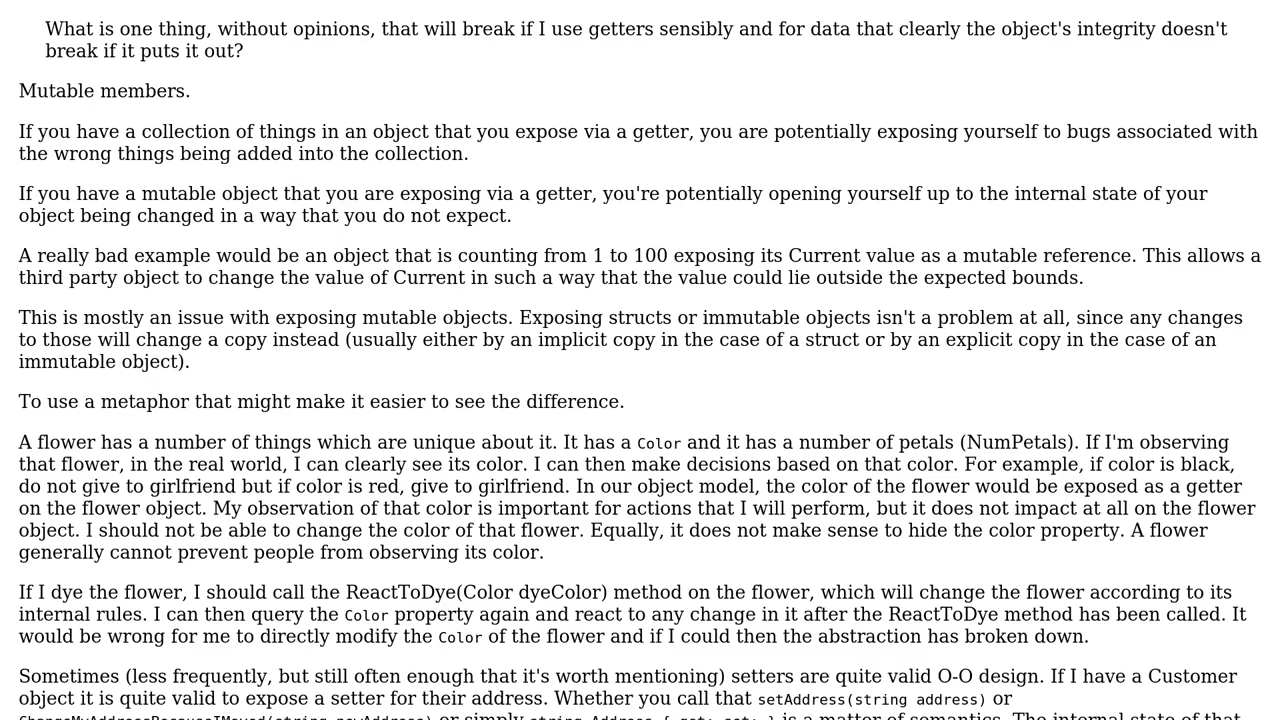 What is one thing, without opinions, that will break if I use getters sensibly and for data that clearly the object's integrity doesn't
break if it puts it out?
Mutable members.
If you have a collection of things in an object that you expose via a getter, you are potentially exposing yourself to bugs associated with
the wrong things being added into the collection.
If you have a mutable object that you are exposing via a getter, you're potentially opening yourself up to the internal state of your
object being changed in a way that you do not expect.
A really bad example would be an object that is counting from 1 to 100 exposing its Current value as a mutable reference. This allows a
third party object to change the value of Current in such a way that the value could lie outside the expected bounds.
This is mostly an issue with exposing mutable objects. Exposing structs or immutable objects isn't a problem at all, since any changes
to those will change a copy instead (usually either by an implicit copy in the case of a struct or by an explicit copy in the case of an
immutable object).
To use a metaphor that might make it easier to see the difference.
A flower has a number of things which are unique about it. It has a Color and it has a number of petals (NumPetals). If I'm observing
that flower, in the real world, I can clearly see its color. I can then make decisions based on that color. For example, if color is black,
do not give to girlfriend but if color is red, give to girlfriend. In our object model, the color of the flower would be exposed as a getter
on the flower object. My observation of that color is important for actions that I will perform, but it does not impact at all on the flower
object. I should not be able to change the color of that flower. Equally, it does not make sense to hide the color property. A flower
generally cannot prevent people from observing its color.
If I dye the flower, I should call the ReactToDye(Color dyeColor) method on the flower, which will change the flower according to its
internal rules. I can then query the Color property again and react to any change in it after the ReactToDye method has been called. It
would be wrong for me to directly modify the Color of the flower and if I could then the abstraction has broken down.
Sometimes (less frequently, but still often enough that it's worth mentioning) setters are quite valid O-O design. If I have a Customer
object it is quite valid to expose a setter for their address. Whether you call that setAddress(string address) or
ChangeMyAddressBecauseIMoved(string newAddress) or simply string Address { get; set; } is a matter of semantics. The internal state of that